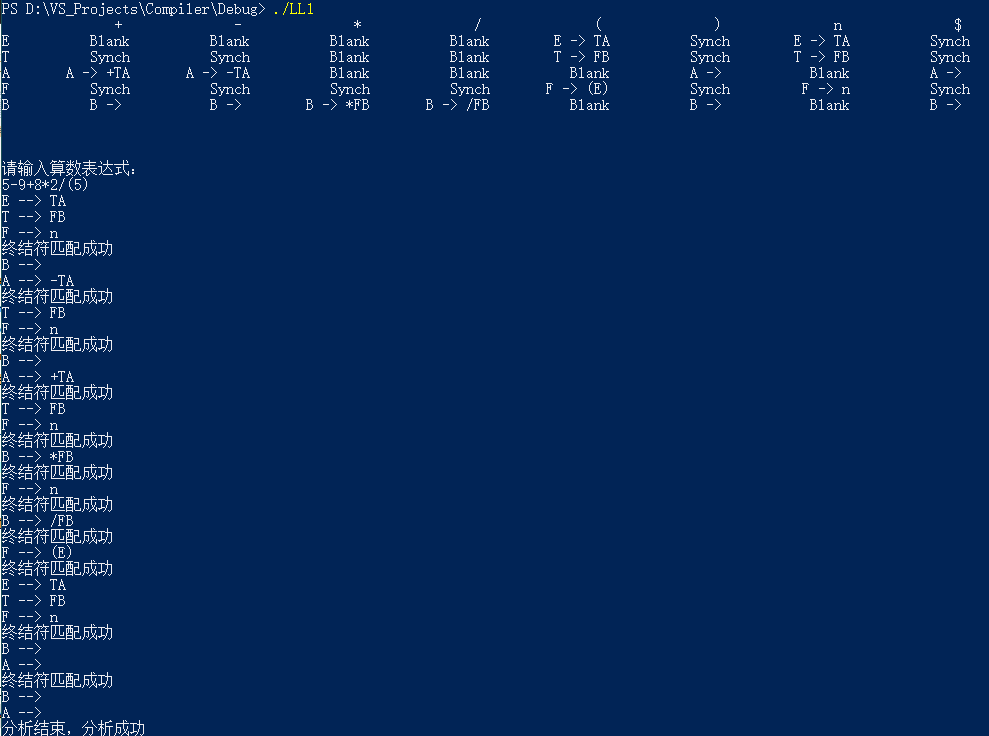 PS D:\VS_Projects\Compiler\Debug> ./LL1
+ - * / ( ) n $
E Blank Blank Blank Blank E -> TA Synch E -> TA Synch
T Synch Synch Blank Blank T -> FB Synch T -> FB Synch
A A -> +TA A -> -TA Blank Blank Blank A -> Blank A ->
F Synch Synch Synch Synch F -> (E) Synch F -> n Synch
B B -> B -> B -> *FB B -> /FB Blank B -> Blank B ->
请输入算数表达式:
5-9+8*2/(5)
E --> TA
T --> FB
F --> n
终结符匹配成功
B -->
A --> -TA
终结符匹配成功
T --> FB
F --> n
终结符匹配成功
B -->
A --> +TA
终结符匹配成功
T --> FB
F --> n
终结符匹配成功
B --> *FB
终结符匹配成功
F --> n
终结符匹配成功
B --> /FB
终结符匹配成功
F --> (E)
终结符匹配成功
E --> TA
T --> FB
F --> n
终结符匹配成功
B -->
A -->
终结符匹配成功
B -->
A -->
分析结束，分析成功